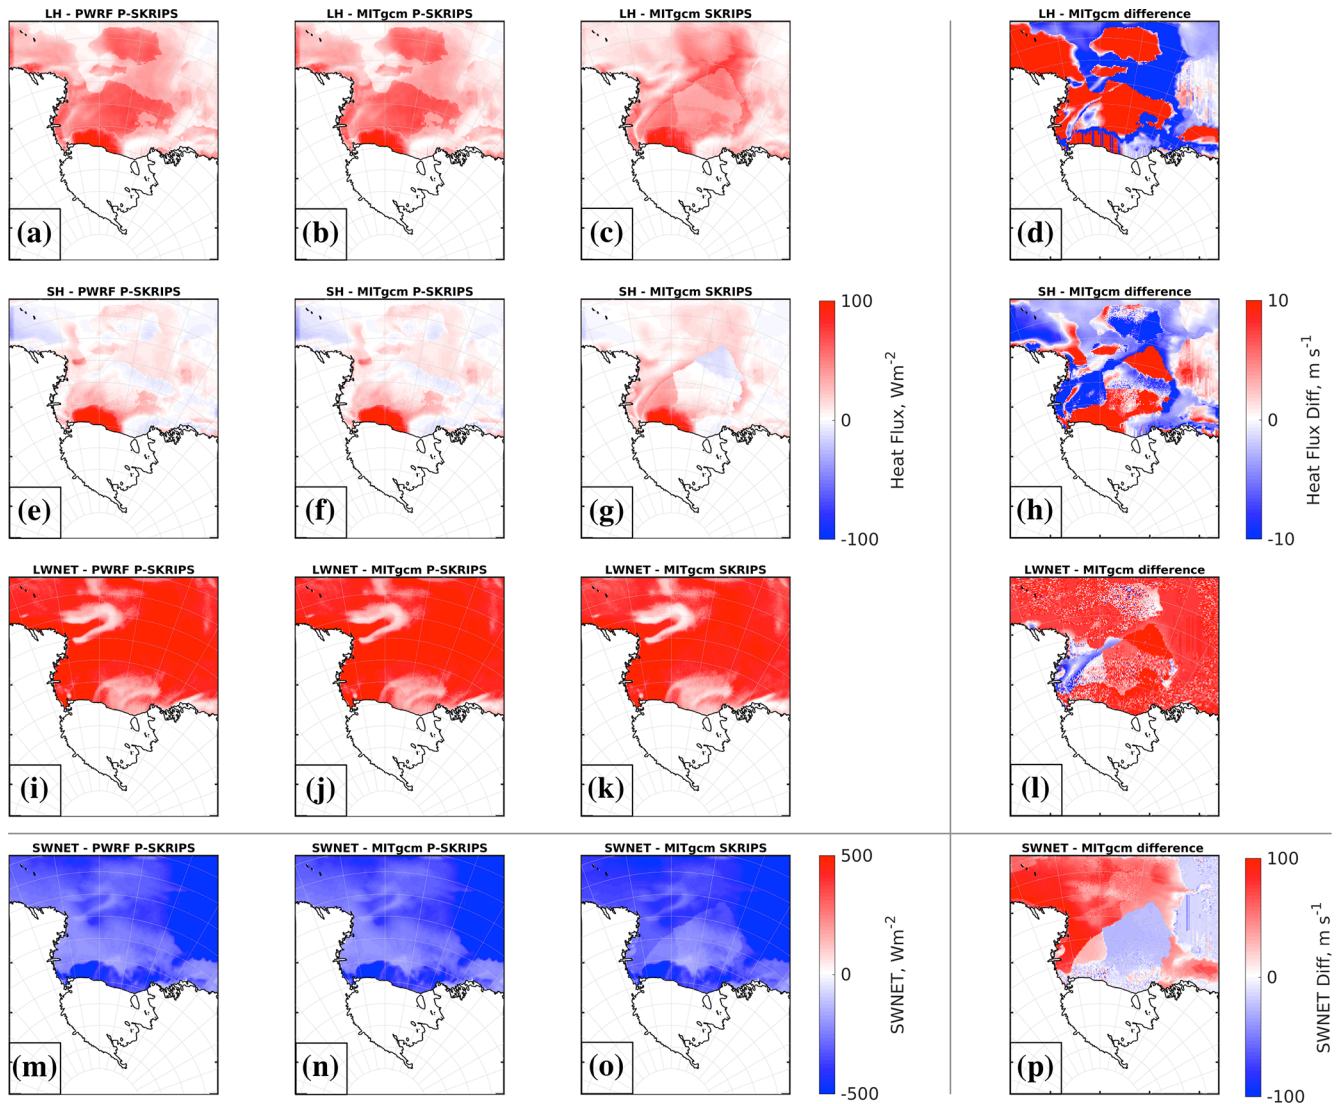 LH - PWRF P-SKRIPS
LH - MITgcm P-SKRIPS
LH - MITgcm SKRIPS
LH - MITgcm difference
(a)
(b)
(c)
(d)
SH - PWRF P-SKRIPS
SH - MITgcm P-SKRIPS
SH - MITgcm SKRIPS
SH - MITgcm difference
100
0
-100
Heat Flux, Wm-2
10
0
-10
Heat Flux Diff, m s-1
(e)
(f)
(g)
(h)
LWNET - PWRF P-SKRIPS
LWNET - MITgcm P-SKRIPS
LWNET - MITgcm SKRIPS
LWNET - MITgcm difference
(i)
(j)
(k)
(l)
SWNET - PWRF P-SKRIPS
SWNET - MITgcm P-SKRIPS
SWNET - MITgcm SKRIPS
SWNET - MITgcm difference
500
0
-500
SWNET, Wm-2
100
0
-100
SWNET Diff, m s-1
(m)
(n)
(o)
(p)